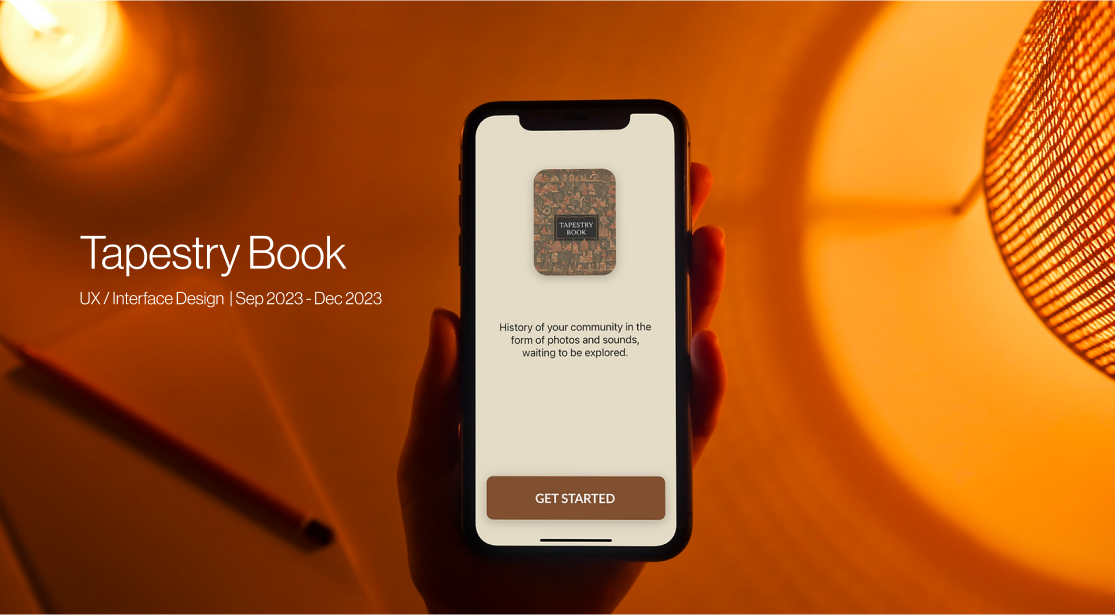 Tapestry Book
UX / Interface Design | Sep 2023 - Dec 2023
TAPESTRY
BOOK
History of your community in the
form of photos and sounds,
waiting to be explored.
GET STARTED